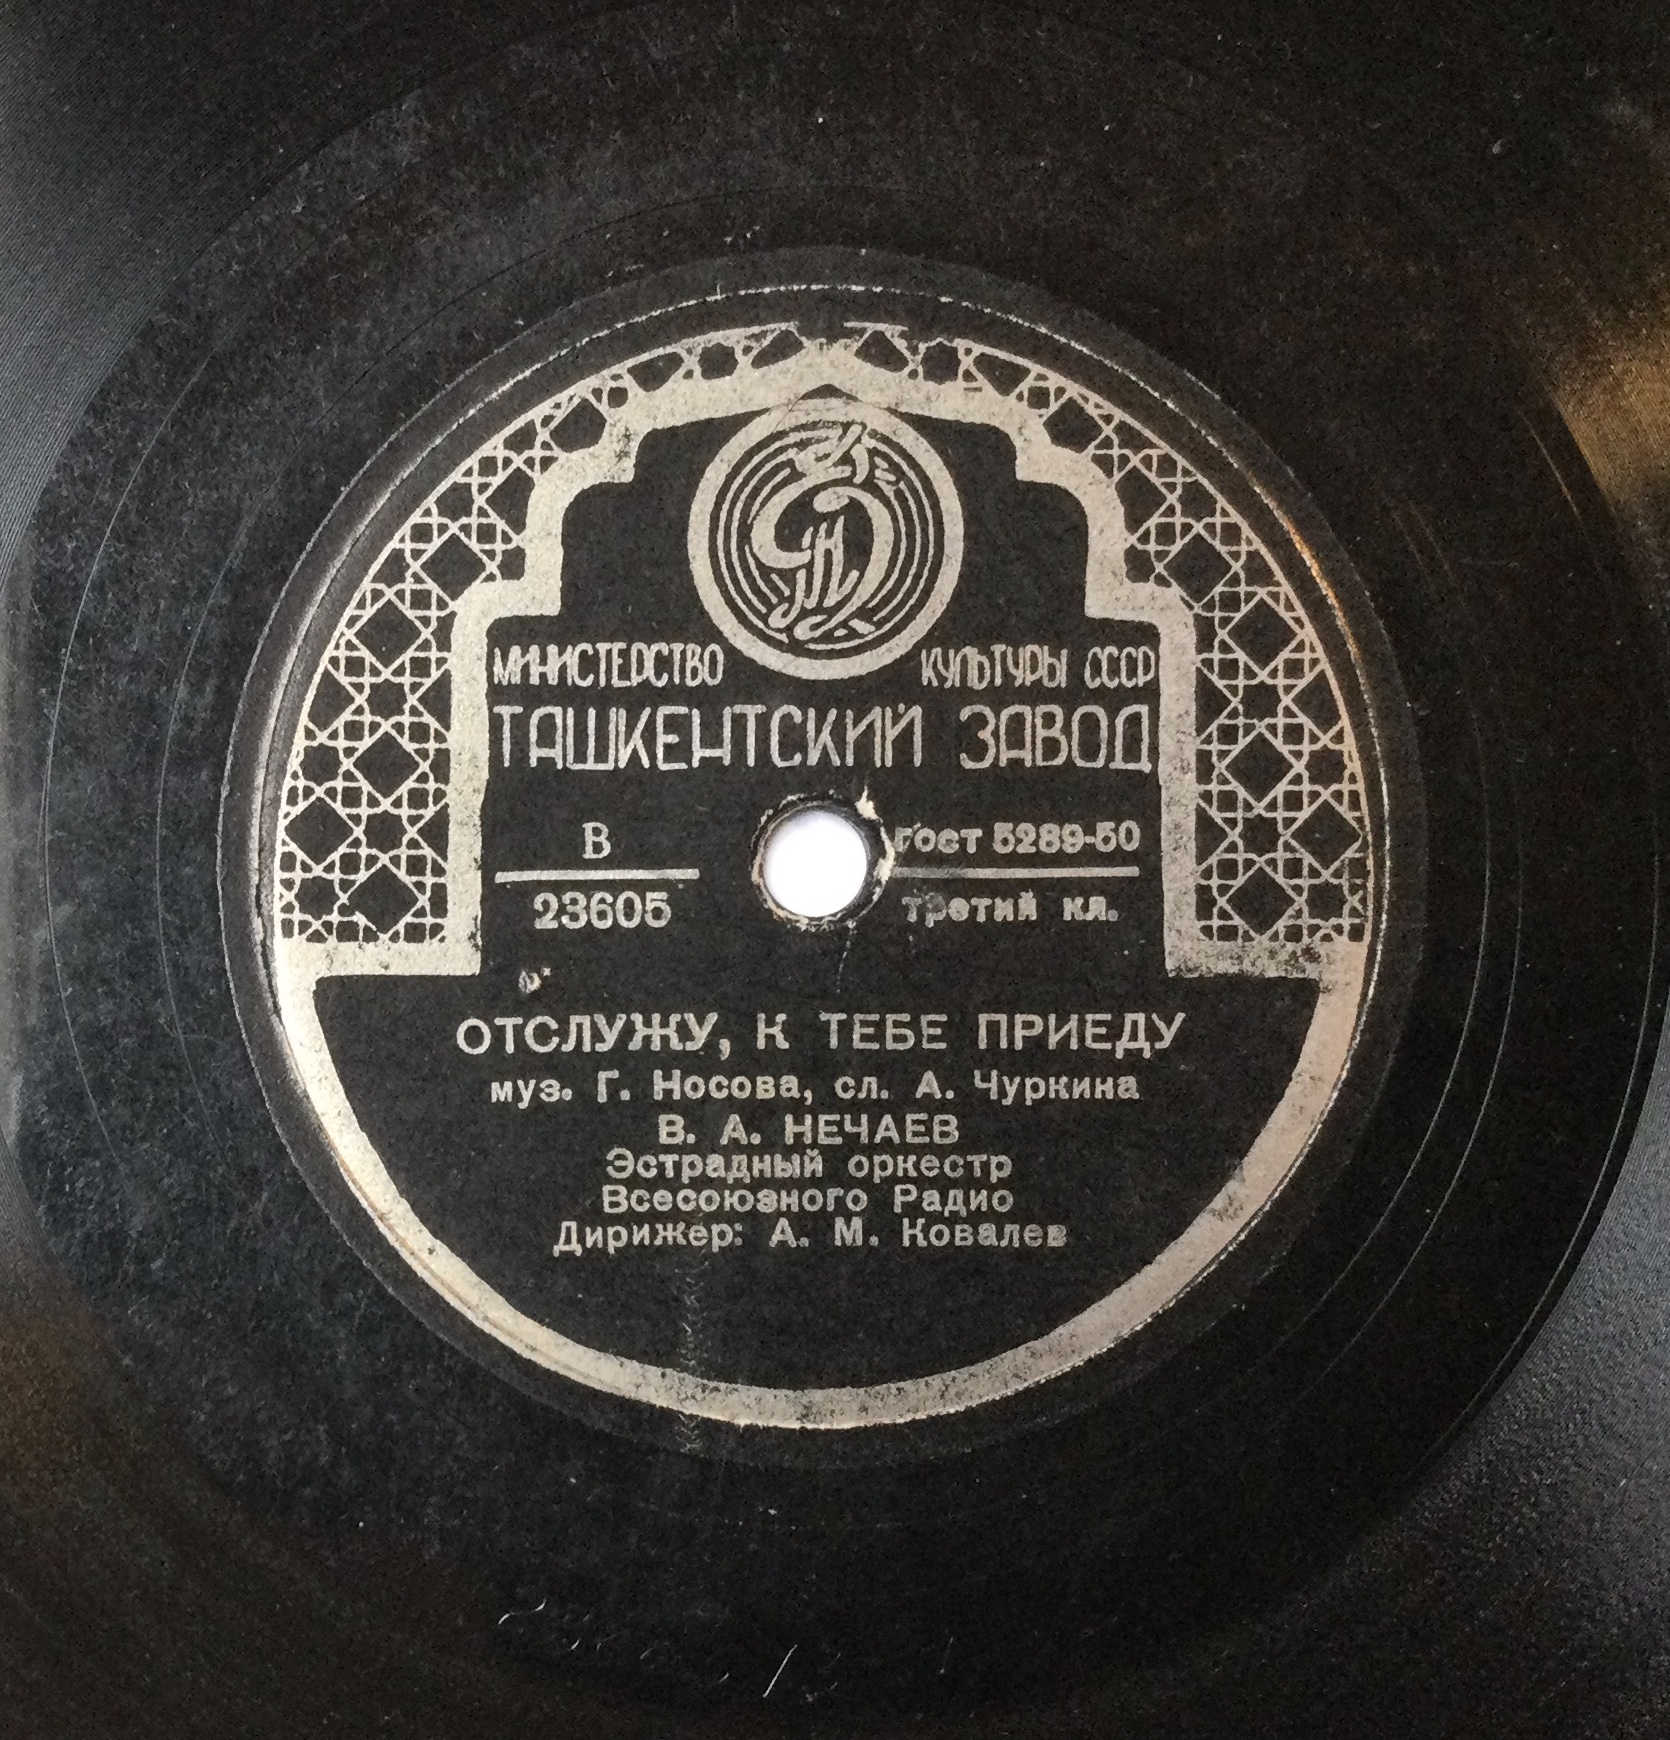 МИНИСТЕРСТВО КУЛЬТУРЫ СССР
ТАШКЕНТСКИЙ ЗАВОД
В
23605
ГОСТ 5289-50
третий кл.
ОТСЛУЖУ, К ТЕБЕ ПРИЕДУ
муз. Г. Носова, сл. А. Чуркина
В. А. НЕЧАЕВ
Эстрадный оркестр
Всесоюзного Радио
Дирижер: А. М. Ковалев